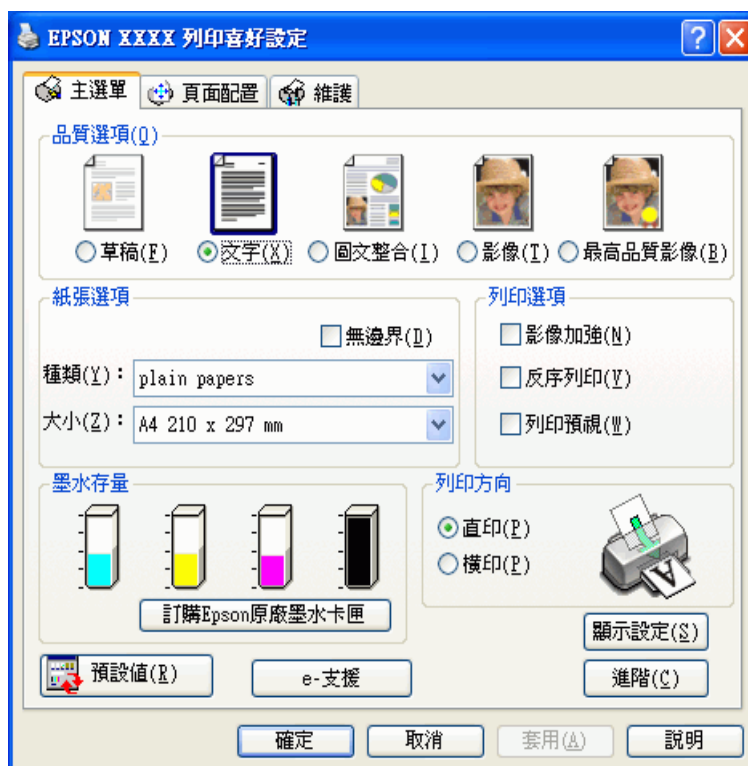 EPSON XXXX 列印喜好設定
主選單 頁面配置 維護
品質選項(Q)
草稿(F) 文字(X) 圖文整合(I) 影像(T) 最高品質影像(B)
紙張選項 列印選項
無邊界(D) 影像加強(N)
種類(Y)： plain papers 反序列印(V)
大小(Z)： A4 210 x 297 mm 列印預視(W)
墨水存量 列印方向
直印(P)
橫印(P)
A
訂購Epson原廠墨水卡匣
顯示設定(S)
預設值(R) e-支援 進階(C)
確定 取消 套用(A) 說明